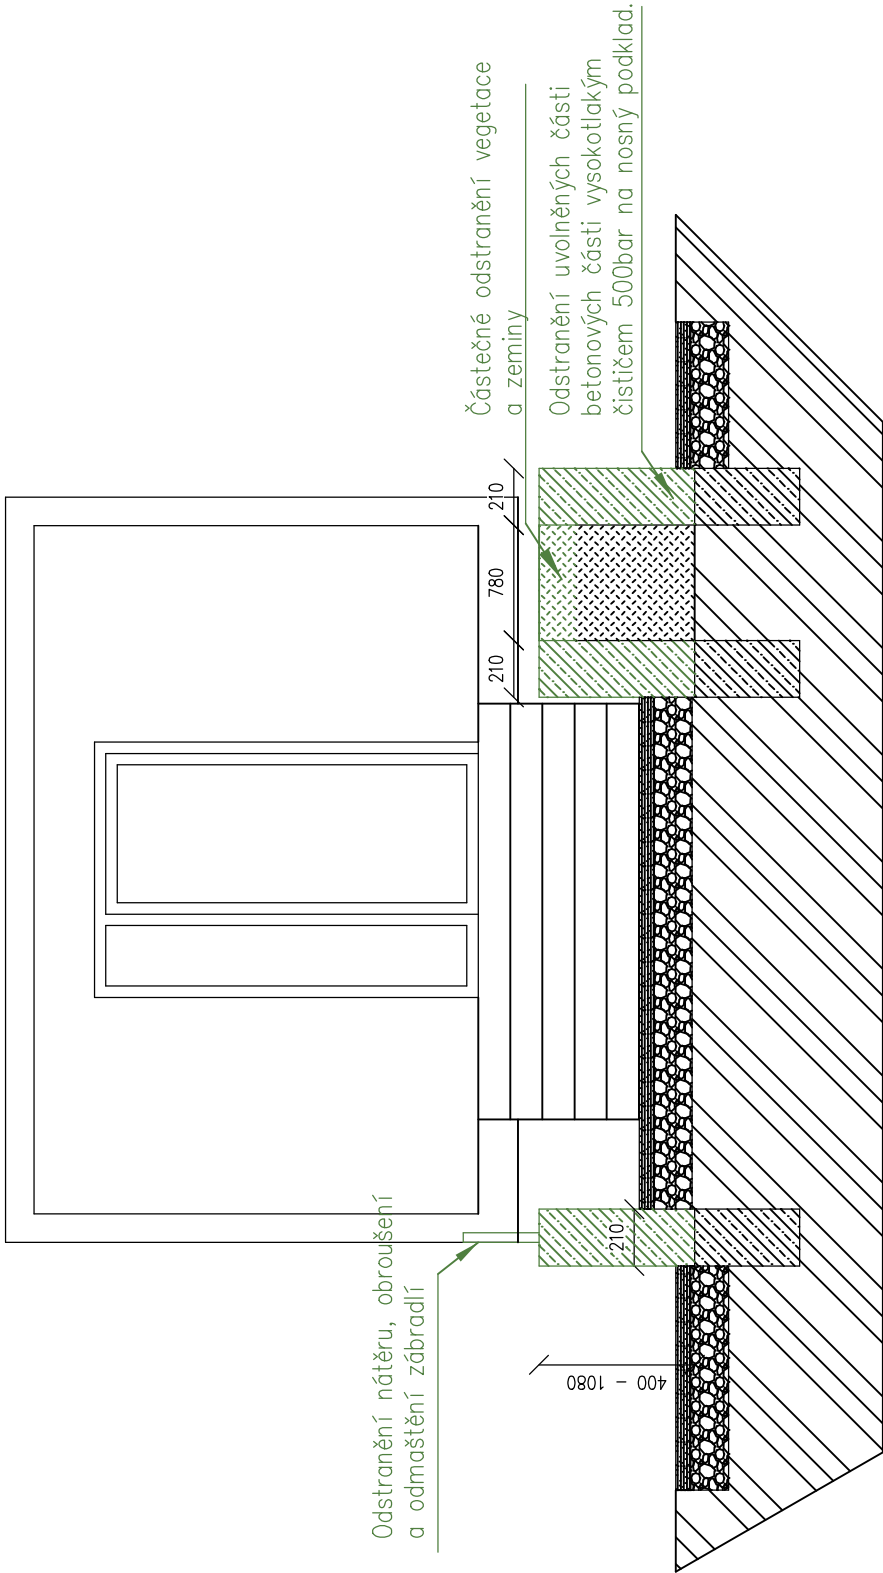 Částečné odstranění vegetace
a zeminy
Odstranění uvolněných části
betonových části vysokotlakým
čističem 500bar na nosný podklad.
210
780
210
Odstranění nátěru, obroušení
a odmaštění zábradlí
210
400 – 1080